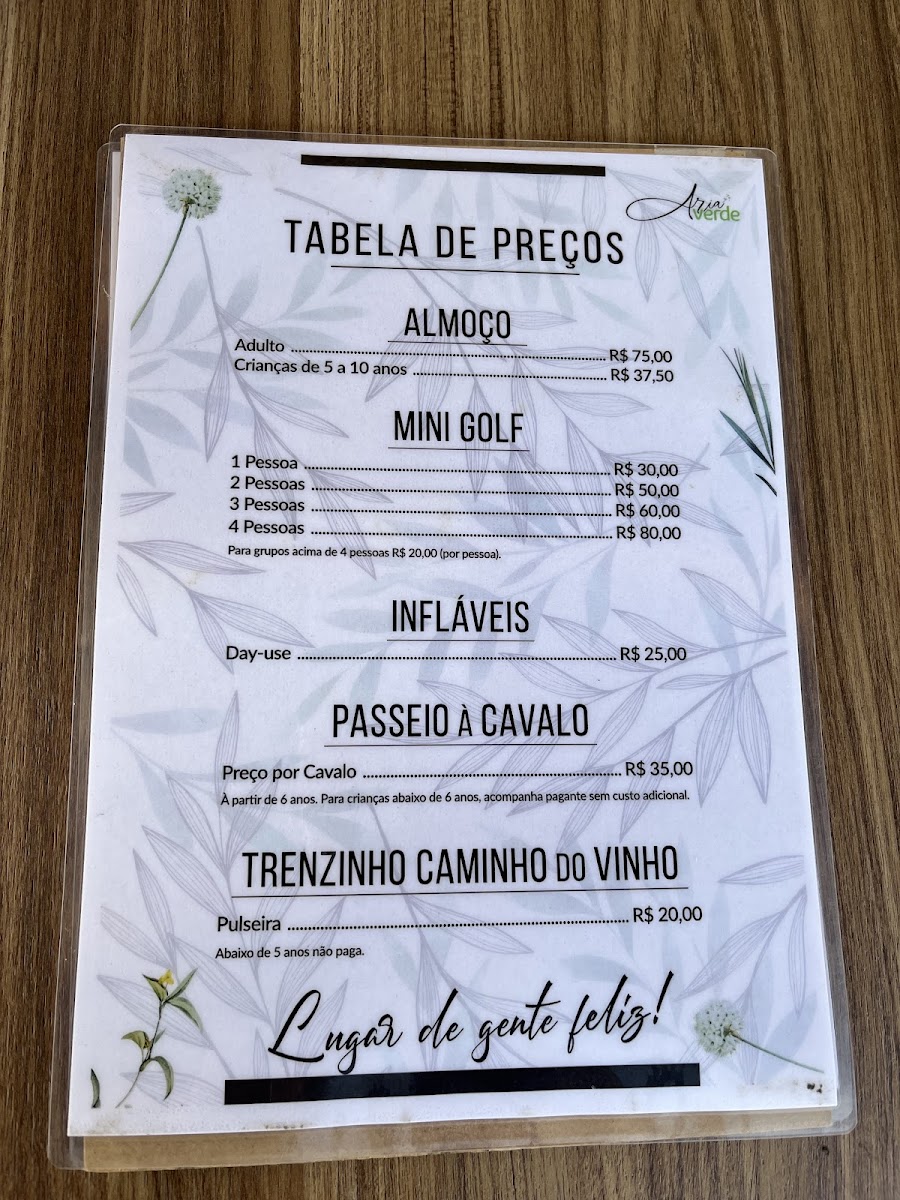 Aria
verde
TABELA DE PREÇOS
ALMOÇO
Adulto ........ R$ 75,00
Crianças de 5 a 10 anos ........ R$ 37,50
MINI GOLF
1 Pessoa ........ R$ 30,00
2 Pessoas ........ R$ 50,00
3 Pessoas ........ R$ 60,00
4 Pessoas ........ R$ 80,00
Para grupos acima de 4 pessoas R$ 20,00 (por pessoa).
INFLÁVEIS
Day-use ........ R$ 25,00
PASSEIO À CAVALO
Preço por Cavalo ........ R$ 35,00
À partir de 6 anos. Para crianças abaixo de 6 anos, acompanha pagante sem custo adicional.
TRENZINHO CAMINHO DO VINHO
Pulseira ........ R$ 20,00
Abaixo de 5 anos não paga.
Lugar de gente feliz!